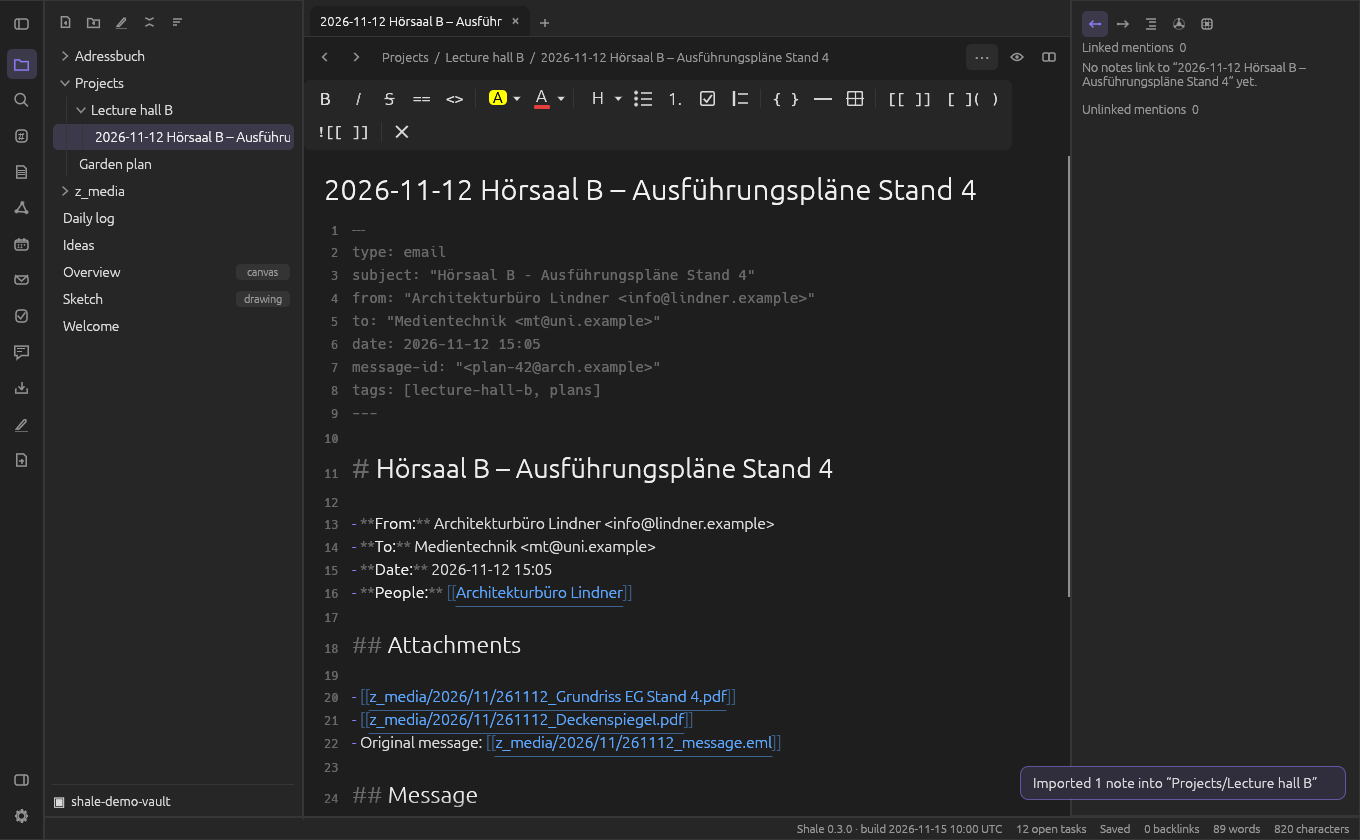 2026-11-12 Hörsaal B – Ausführ ×
Projects / Lecture hall B / 2026-11-12 Hörsaal B – Ausführungspläne Stand 4
B I S == <> A A H 1. { } — [[ ]] [ ]( )
![[ ]]
Adressbuch
Projects
Lecture hall B
2026-11-12 Hörsaal B – Ausführu
Garden plan
z_media
Daily log
Ideas
Overview canvas
Sketch drawing
Welcome
shale-demo-vault
2026-11-12 Hörsaal B – Ausführungspläne Stand 4
1 ---
2 type: email
3 subject: "Hörsaal B - Ausführungspläne Stand 4"
4 from: "Architekturbüro Lindner <info@lindner.example>"
5 to: "Medientechnik <mt@uni.example>"
6 date: 2026-11-12 15:05
7 message-id: "<plan-42@arch.example>"
8 tags: [lecture-hall-b, plans]
9 ---
10
11 # Hörsaal B – Ausführungspläne Stand 4
12
13 - **From:** Architekturbüro Lindner <info@lindner.example>
14 - **To:** Medientechnik <mt@uni.example>
15 - **Date:** 2026-11-12 15:05
16 - **People:** [[Architekturbüro Lindner]]
17
18 ## Attachments
19
20 - [[z_media/2026/11/261112_Grundriss EG Stand 4.pdf]]
21 - [[z_media/2026/11/261112_Deckenspiegel.pdf]]
22 - Original message: [[z_media/2026/11/261112_message.eml]]
23
24 ## Message
Linked mentions 0
No notes link to “2026-11-12 Hörsaal B –
Ausführungspläne Stand 4” yet.
Unlinked mentions 0
Imported 1 note into “Projects/Lecture hall B”
Shale 0.3.0 · build 2026-11-15 10:00 UTC 12 open tasks Saved 0 backlinks 89 words 820 characters